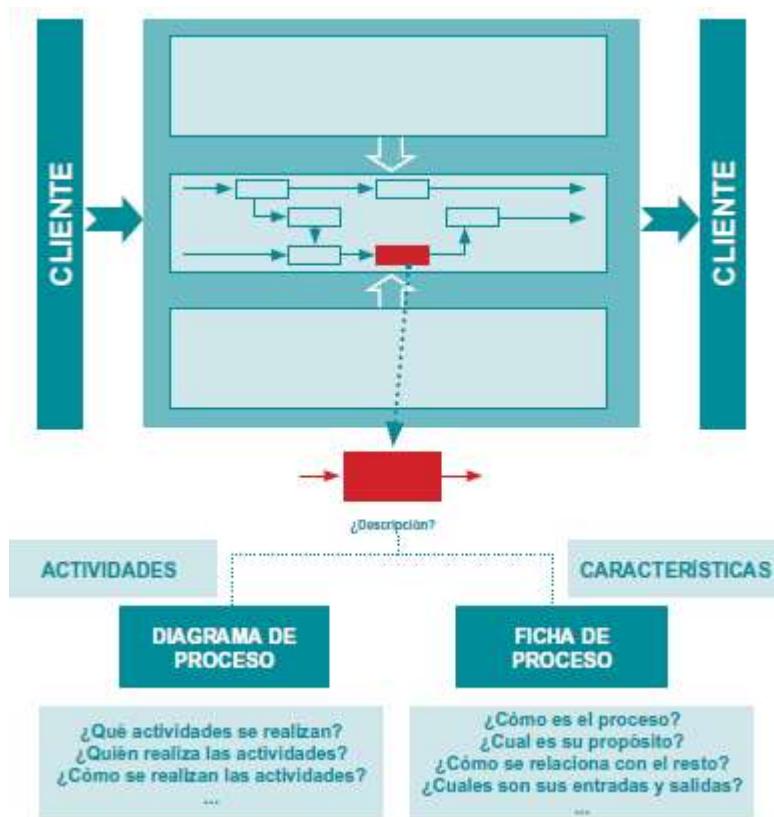 CLIENTE
CLIENTE
¿Descripción?
ACTIVIDADES
CARACTERÍSTICAS
DIAGRAMA DE
PROCESO
FICHA DE
PROCESO
¿Qué actividades se realizan?
¿Quién realiza las actividades?
¿Cómo se realizan las actividades?
...
¿Cómo es el proceso?
¿Cual es su propósito?
¿Cómo se relaciona con el resto?
¿Cuales son sus entradas y salidas?
...